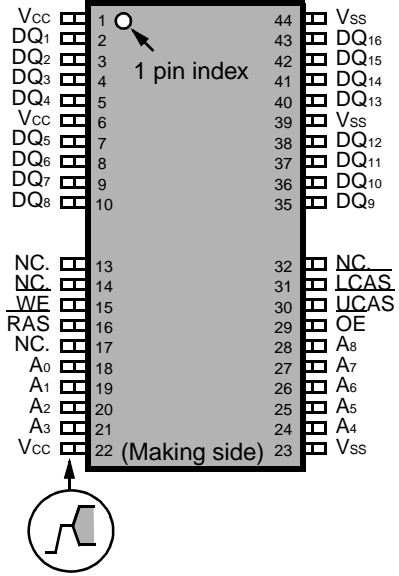 VCC 1 44 VSS
DQ1 2 43 DQ16
DQ2 3 42 DQ15
DQ3 4 41 DQ14
DQ4 5 40 DQ13
VCC 6 39 VSS
DQ5 7 38 DQ12
DQ6 8 37 DQ11
DQ7 9 36 DQ10
DQ8 10 35 DQ9
1 pin index
NC. 13 32 NC.
NC. 14 31 LCAS
WE 15 30 UCAS
RAS 16 29 OE
NC. 17 28 A8
A0 18 27 A7
A1 19 26 A6
A2 20 25 A5
A3 21 24 A4
VCC 22 (Making side) 23 VSS